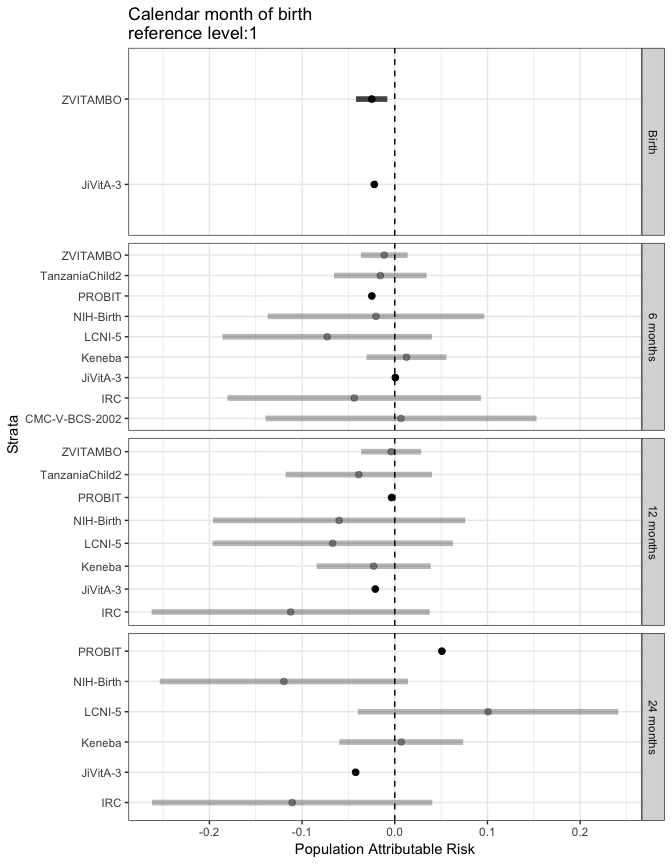 Calendar month of birth
reference level:1
Strata
ZVITAMBO
JiVitA-3
Birth
ZVITAMBO
TanzaniaChild2
PROBIT
NIH-Birth
LCNI-5
Keneba
JiVitA-3
IRC
CMC-V-BCS-2002
6 months
ZVITAMBO
TanzaniaChild2
PROBIT
NIH-Birth
LCNI-5
Keneba
JiVitA-3
IRC
12 months
PROBIT
NIH-Birth
LCNI-5
Keneba
JiVitA-3
IRC
24 months
-0.2 -0.1 0.0 0.1 0.2
Population Attributable Risk